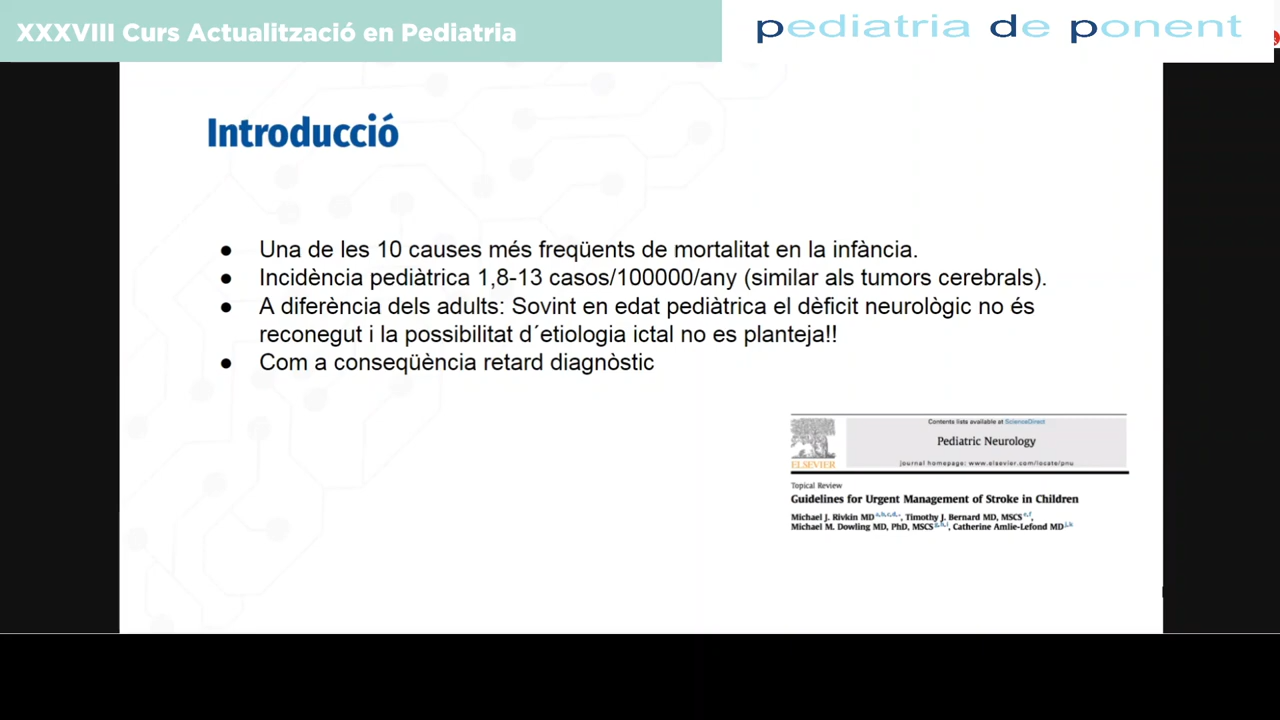 XXXVIII Curs Actualització en Pediatria
pediatria de ponent
Introducció
● Una de les 10 causes més freqüents de mortalitat en la infància.
● Incidència pediàtrica 1,8-13 casos/100000/any (similar als tumors cerebrals).
● A diferència dels adults: Sovint en edat pediàtrica el dèficit neurològic no és
reconegut i la possibilitat d´etiologia ictal no es planteja!!
● Com a conseqüència retard diagnòstic
Contents lists available at ScienceDirect
Pediatric Neurology
journal homepage: www.elsevier.com/locate/pnu
ELSEVIER
Topical Review
Guidelines for Urgent Management of Stroke in Children
Michael J. Rivkin MD a,b,c,d,*, Timothy J. Bernard MD, MSCS e,f,
Michael M. Dowling MD, PhD, MSCS g,h,i, Catherine Amlie-Lefond MD j,k